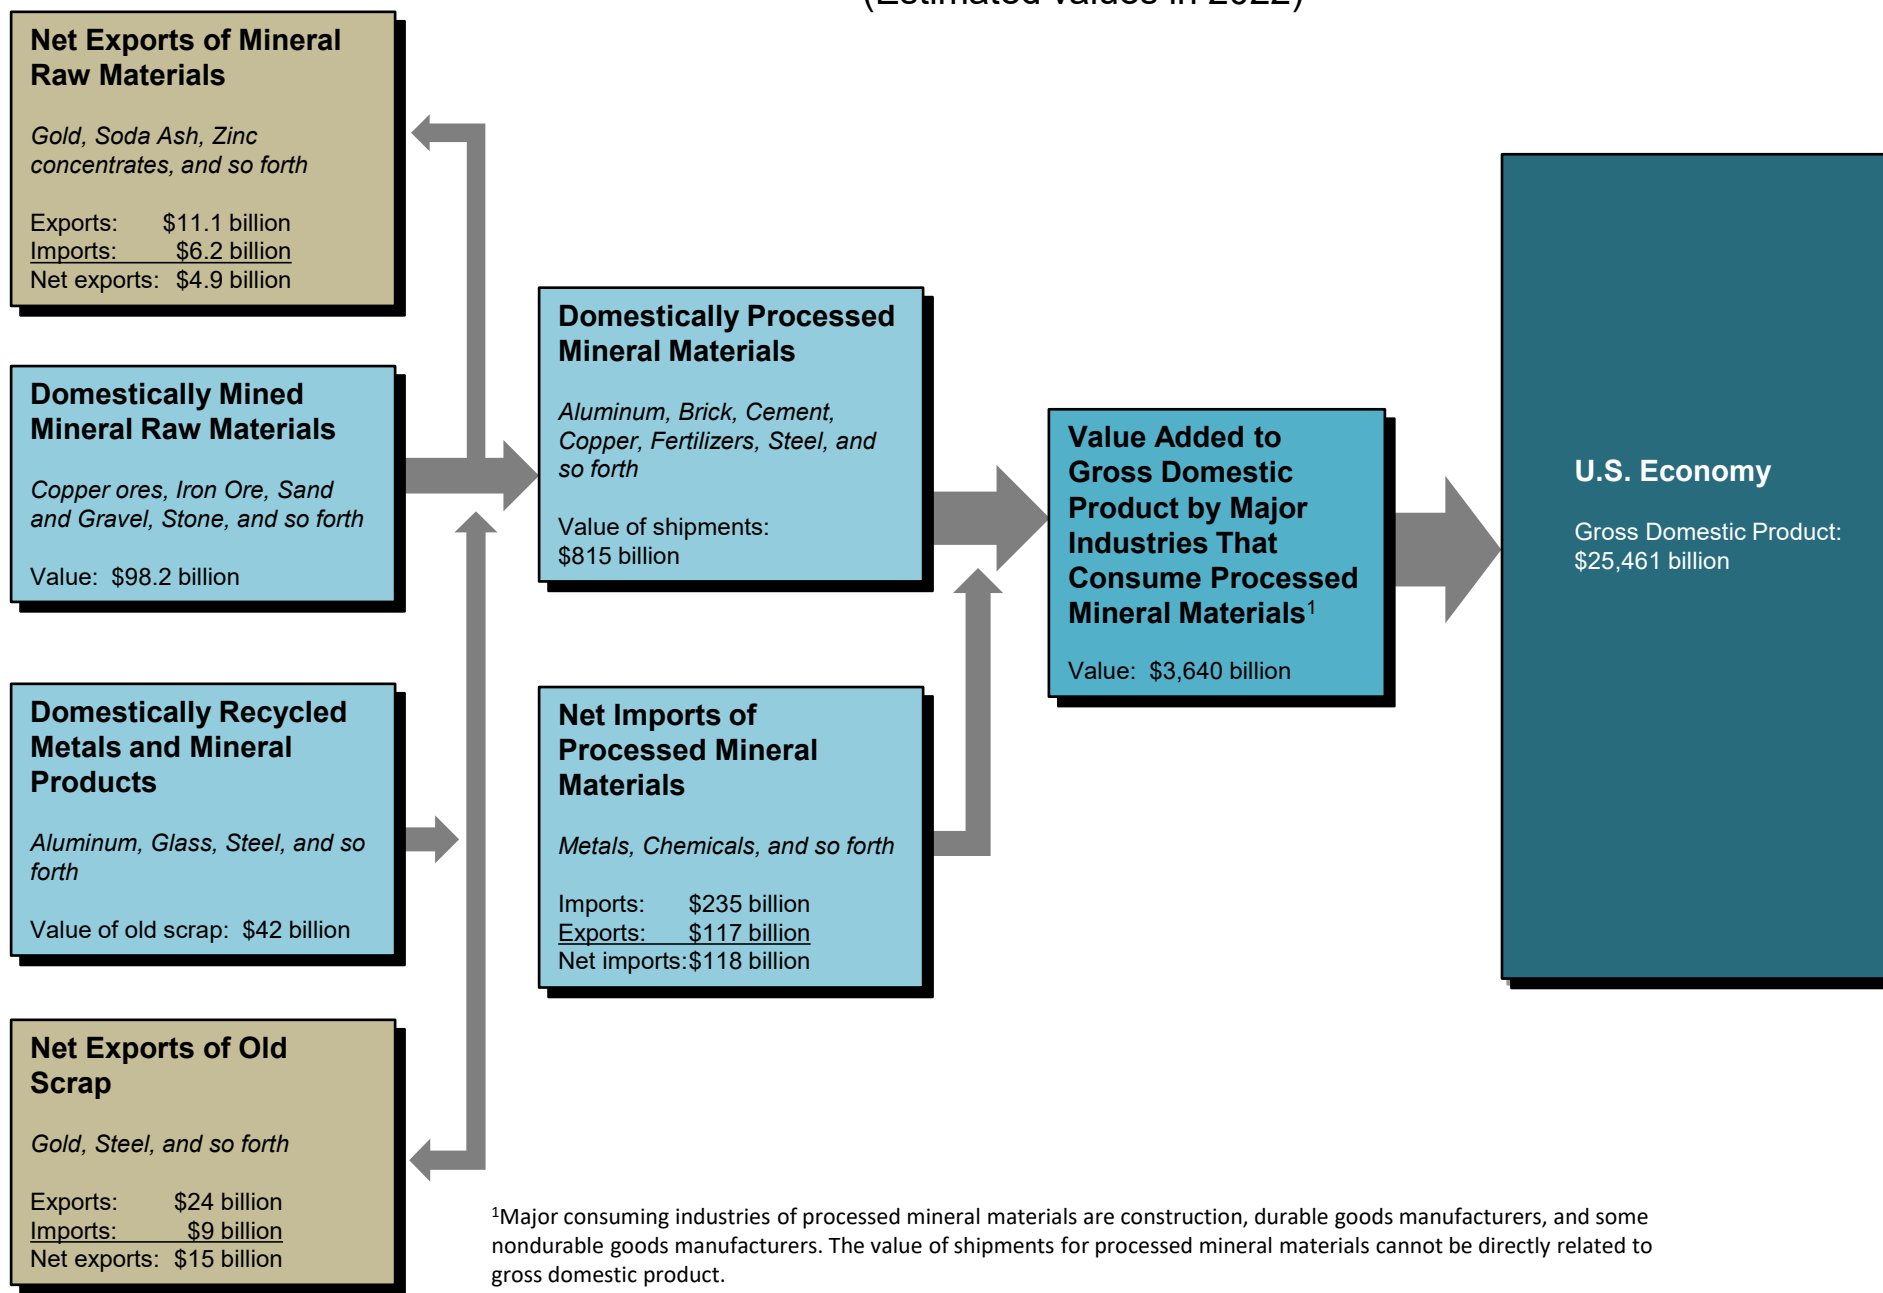 (Estimated values in 2022)
Net Exports of Mineral
Raw Materials
Gold, Soda Ash, Zinc
concentrates, and so forth
Exports: $11.1 billion
Imports: $6.2 billion
Net exports: $4.9 billion
Domestically Mined
Mineral Raw Materials
Copper ores, Iron Ore, Sand
and Gravel, Stone, and so forth
Value: $98.2 billion
Domestically Recycled
Metals and Mineral
Products
Aluminum, Glass, Steel, and so
forth
Value of old scrap: $42 billion
Net Exports of Old
Scrap
Gold, Steel, and so forth
Exports: $24 billion
Imports: $9 billion
Net exports: $15 billion
Domestically Processed
Mineral Materials
Aluminum, Brick, Cement,
Copper, Fertilizers, Steel, and
so forth
Value of shipments:
$815 billion
Net Imports of
Processed Mineral
Materials
Metals, Chemicals, and so forth
Imports: $235 billion
Exports: $117 billion
Net imports:$118 billion
Value Added to
Gross Domestic
Product by Major
Industries That
Consume Processed
Mineral Materials¹
Value: $3,640 billion
U.S. Economy
Gross Domestic Product:
$25,461 billion
¹Major consuming industries of processed mineral materials are construction, durable goods manufacturers, and some
nondurable goods manufacturers. The value of shipments for processed mineral materials cannot be directly related to
gross domestic product.